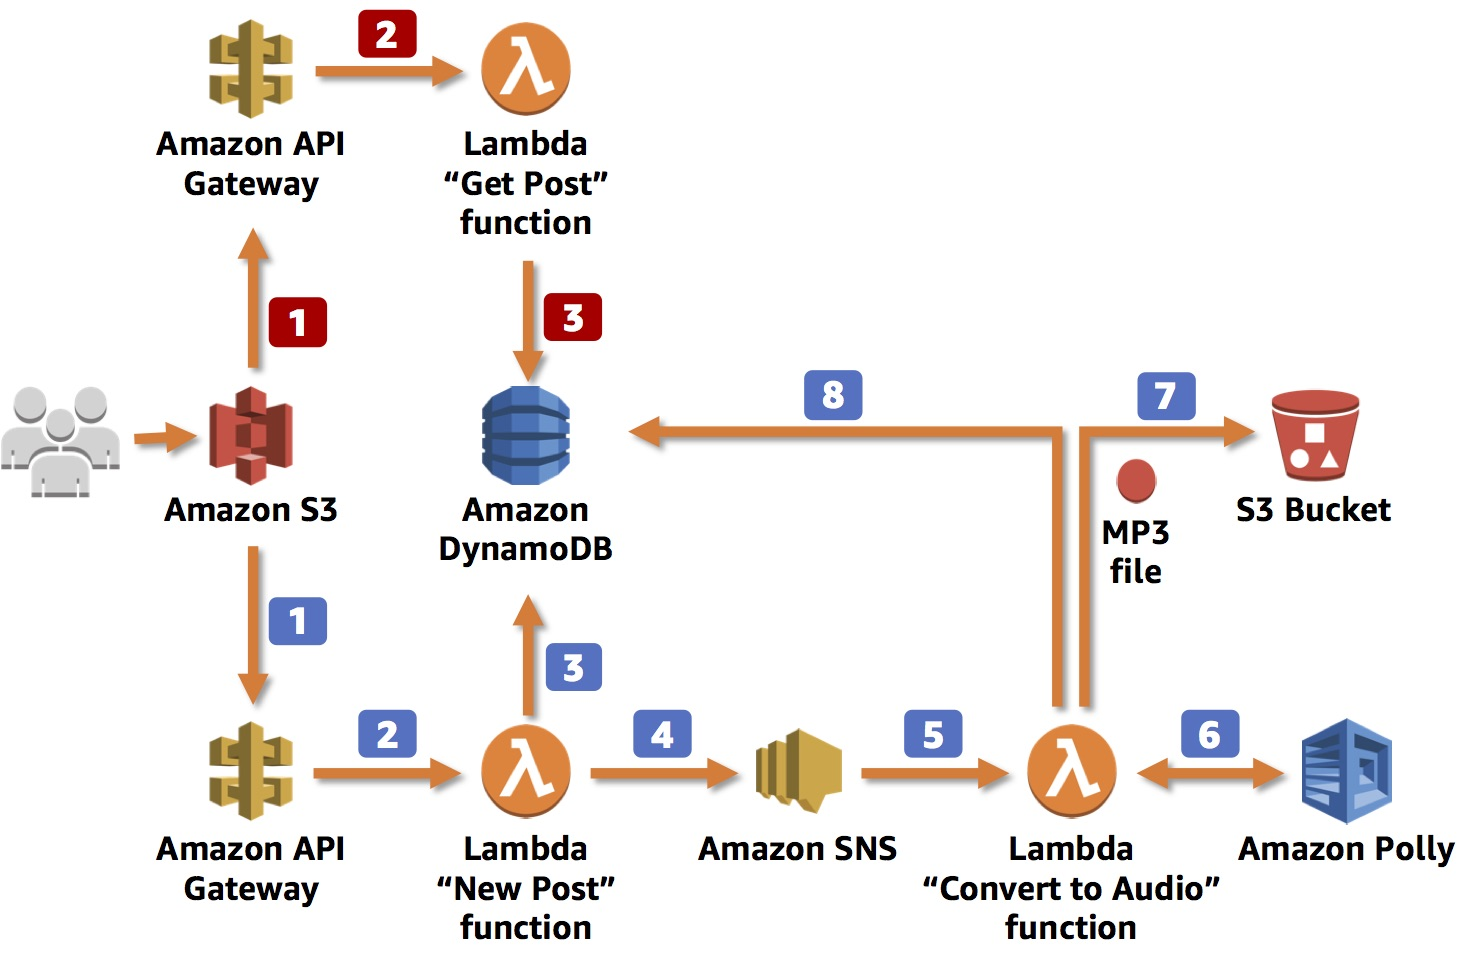 2
Amazon API
Gateway
Lambda
“Get Post”
function
1
3
Amazon S3
Amazon
DynamoDB
8
7
MP3
file
S3 Bucket
1
3
2
4
5
6
Amazon API
Gateway
Lambda
“New Post”
function
Amazon SNS
Lambda
“Convert to Audio”
function
Amazon Polly